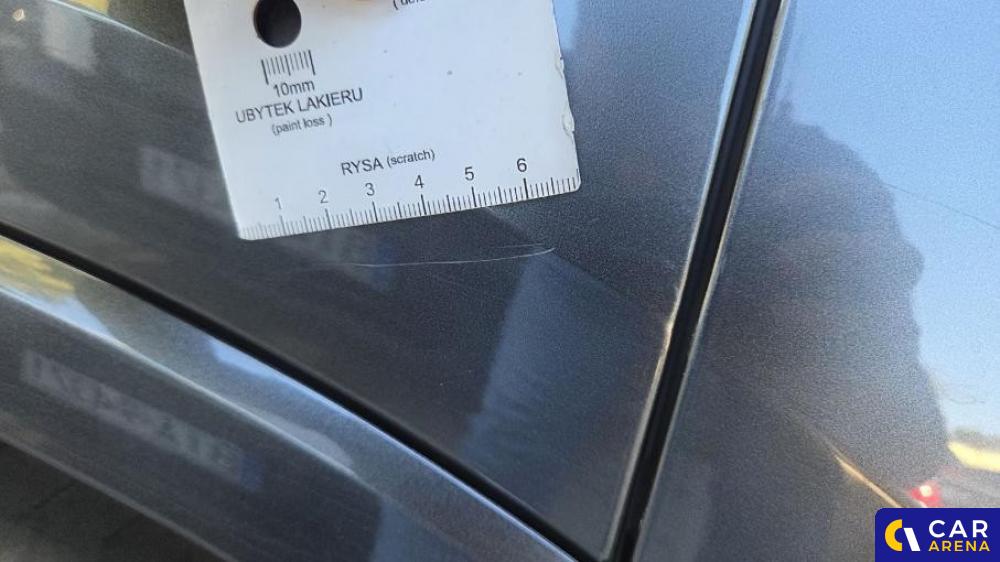 10mm
UBYTEK LAKIERU
(paint loss )
RYSA (scratch)
1 2 3 4 5 6
CAR
ARENA